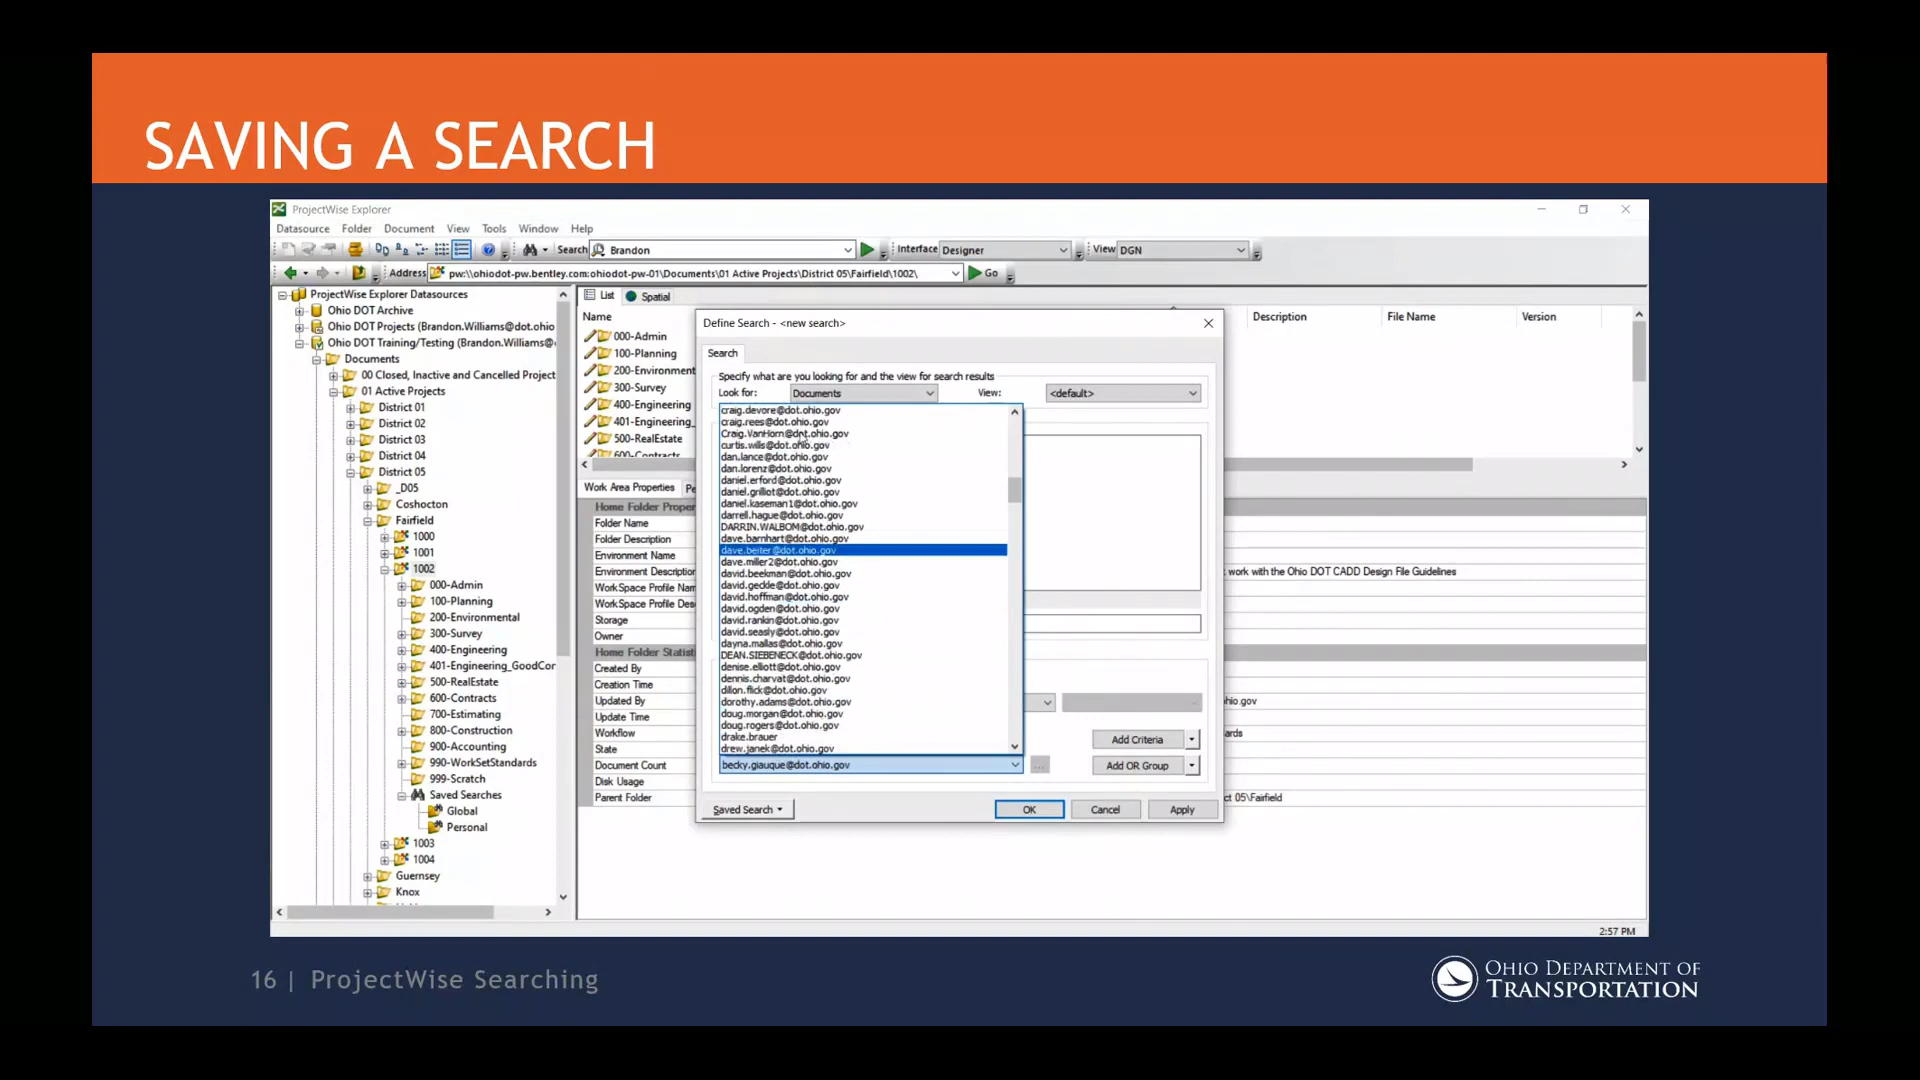 SAVING A SEARCH
ProjectWise Explorer
Datasource Folder Document View Tools Window Help
Search Brandon Interface Designer View DGN
Address pw:\\ohiodot-pw.bentley.com:ohiodot-pw-01\Documents\01 Active Projects\District 05\Fairfield\1002\ Go
ProjectWise Explorer Datasources
Ohio DOT Archive
Ohio DOT Projects (Brandon.Williams@dot.ohio
Ohio DOT Training/Testing (Brandon.Williams@
Documents
00 Closed, Inactive and Cancelled Project
01 Active Projects
District 01
District 02
District 03
District 04
District 05
_D05
Coshocton
Fairfield
1000
1001
1002
000-Admin
100-Planning
200-Environmental
300-Survey
400-Engineering
401-Engineering_GoodCor
500-RealEstate
600-Contracts
700-Estimating
800-Construction
900-Accounting
990-WorkSetStandards
999-Scratch
Saved Searches
Global
Personal
1003
1004
Guernsey
Knox
List Spatial
Name Description File Name Version
000-Admin
100-Planning
200-Environment
300-Survey
400-Engineering
401-Engineering_
500-RealEstate
600-Contracts
Work Area Properties Pe
Home Folder Proper
Folder Name
Folder Description
Environment Name
Environment Description
work with the Ohio DOT CADD Design File Guidelines
WorkSpace Profile Nam
WorkSpace Profile Des
Storage
Owner
Home Folder Statist
Created By
Creation Time
Updated By
hio.gov
Update Time
Workflow
ards
State
Document Count
Disk Usage
Parent Folder
ct 05\Fairfield
Define Search - <new search>
Search
Specify what are you looking for and the view for search results
Look for: Documents View: <default>
craig.devore@dot.ohio.gov
craig.rees@dot.ohio.gov
Craig.VanHorn@dot.ohio.gov
curtis.wills@dot.ohio.gov
dan.lance@dot.ohio.gov
dan.lorenz@dot.ohio.gov
daniel.erford@dot.ohio.gov
daniel.grilliot@dot.ohio.gov
daniel.kaseman1@dot.ohio.gov
darrell.hague@dot.ohio.gov
DARRIN.WALBOM@dot.ohio.gov
dave.barnhart@dot.ohio.gov
dave.beiter@dot.ohio.gov
dave.miller2@dot.ohio.gov
david.beekman@dot.ohio.gov
david.geckle@dot.ohio.gov
david.hoffman@dot.ohio.gov
david.ogden@dot.ohio.gov
david.rankin@dot.ohio.gov
david.seasly@dot.ohio.gov
dayna.mallas@dot.ohio.gov
DEAN.SIEBENECK@dot.ohio.gov
denise.elliott@dot.ohio.gov
dennis.charvat@dot.ohio.gov
dillon.flick@dot.ohio.gov
dorothy.adams@dot.ohio.gov
doug.morgan@dot.ohio.gov
doug.rogers@dot.ohio.gov
drake.brauer
drew.janek@dot.ohio.gov
becky.giauque@dot.ohio.gov
Add Criteria
Add OR Group
Saved Search OK Cancel Apply
2:57 PM
16 | ProjectWise Searching
OHIO DEPARTMENT OF
TRANSPORTATION